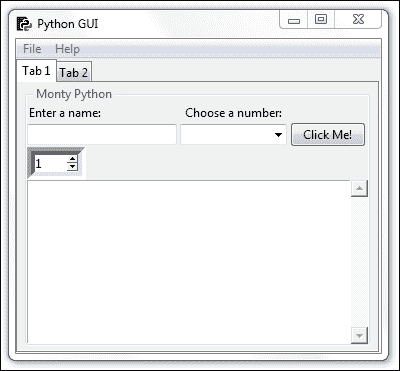 Python GUI
File Help
Tab 1 Tab 2
Monty Python
Enter a name: Choose a number:
Click Me!
1